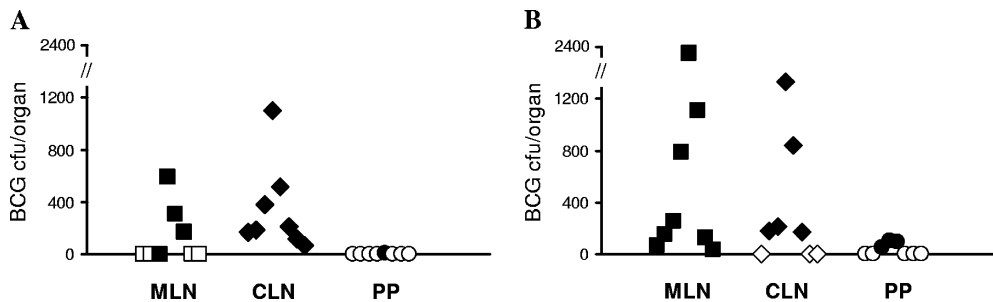 A
BCG cfu/organ
2400
//
1200
800
400
0
MLN CLN PP
B
BCG cfu/organ
2400
//
1200
800
400
0
MLN CLN PP